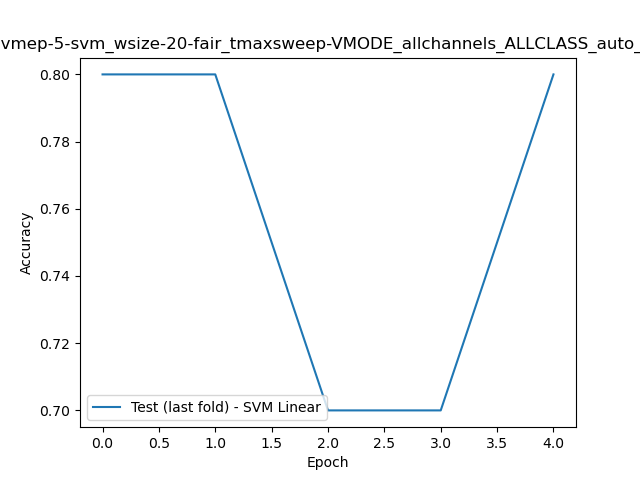 vmep-5-svm_wsize-20-fair_tmaxsweep-VMODE_allchannels_ALLCLASS_auto_
0.80
0.78
0.76
0.74
0.72
0.70
Accuracy
Test (last fold) - SVM Linear
0.0 0.5 1.0 1.5 2.0 2.5 3.0 3.5 4.0
Epoch